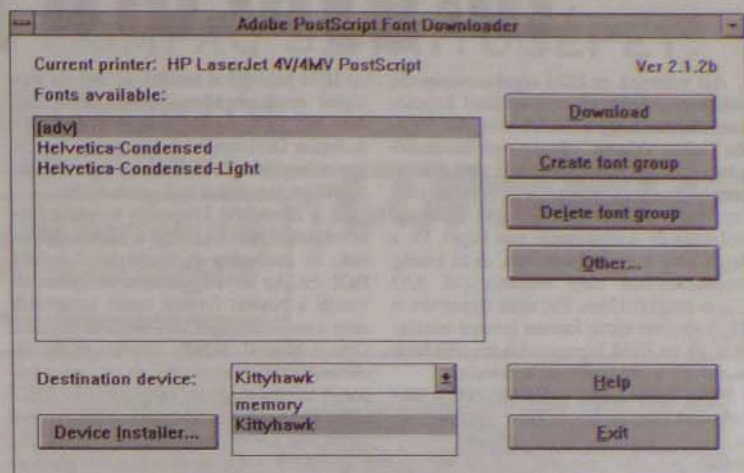 Adobe PostScript Font Downloader
Current printer: HP LaserJet 4V/4MV PostScript
Ver 2.1.2b
Fonts available:
[adv]
Helvetica-Condensed
Helvetica-Condensed-Light
Download
Create font group
Delete font group
Other...
Destination device:
Kittyhawk
memory
Kittyhawk
Device Installer...
Help
Exit